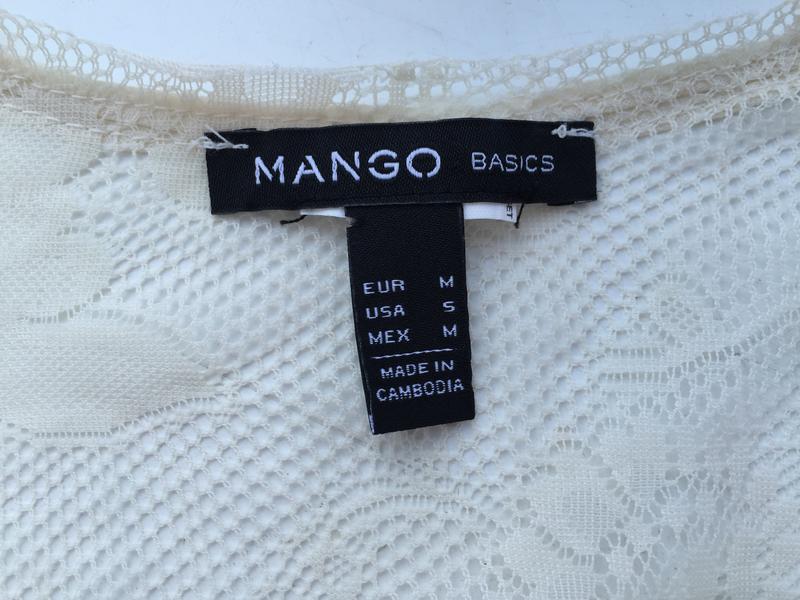 MANGO BASICS
EUR M
USA S
MEX M
MADE IN
CAMBODIA